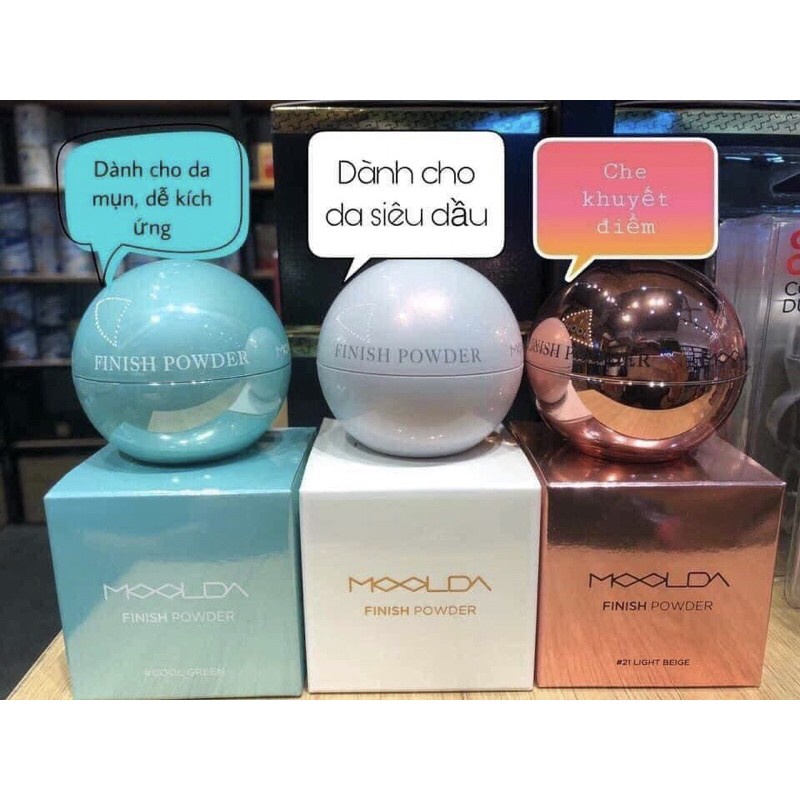 Dành cho da
mụn, dễ kích
ứng
Dành cho
da siêu dầu
Che
khuyết
điểm
FINISH POWDER
FINISH POWDER
FINISH POWDER
MOOLDA
FINISH POWDER
#COOL GREEN
MOOLDA
FINISH POWDER
MOOLDA
FINISH POWDER
#21 LIGHT BEIGE